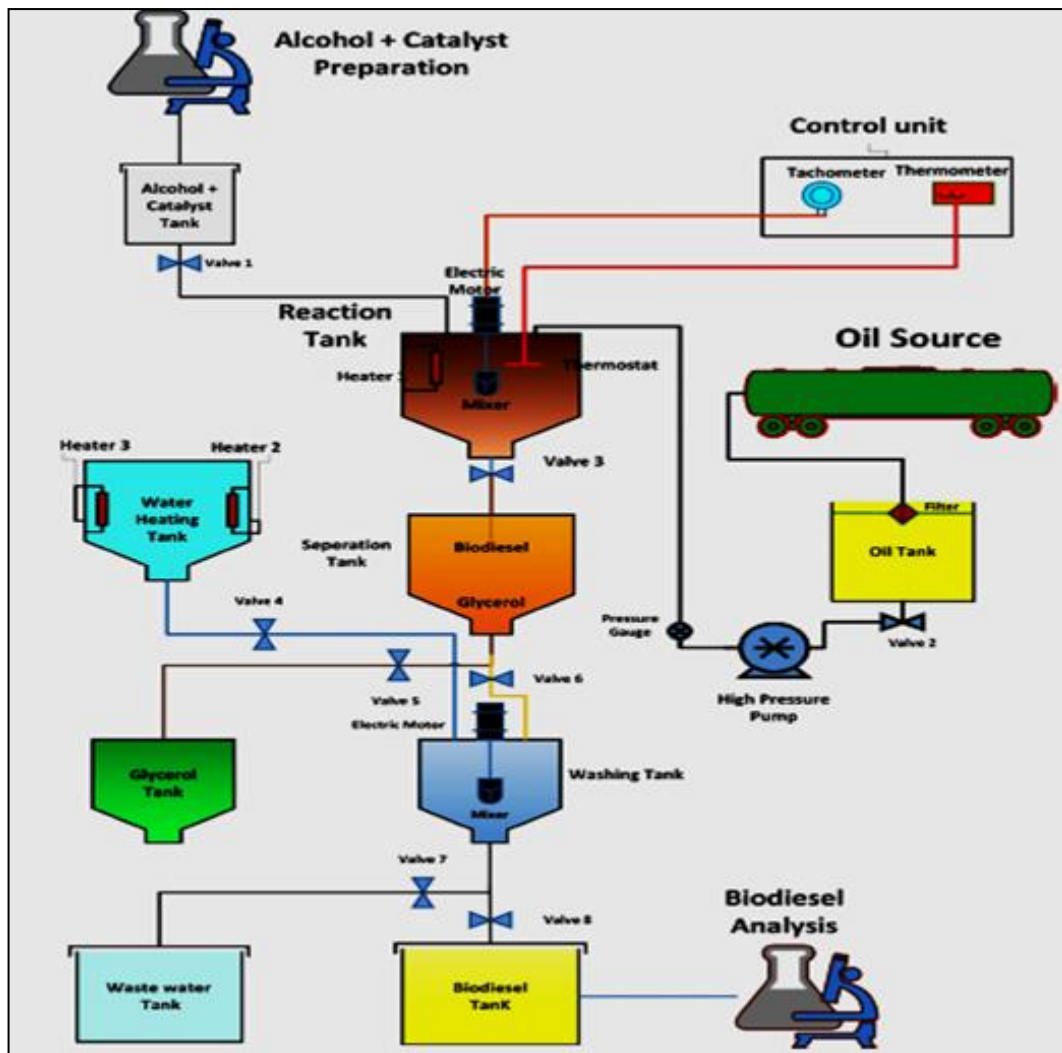 Alcohol + Catalyst
Preparation
Control unit
Tachometer
Thermometer
Alcohol +
Catalyst
Tank
Valve 1
Electric
Motor
Reaction
Tank
Oil Source
Heater
Thermostat
Mixer
Heater 3
Heater 2
Valve 3
Water
Heating
Tank
Seperation
Tank
Biodiesel
Glycerol
Filter
Oil Tank
Valve 4
Pressure
Gauge
Valve 2
Valve 5
Valve 6
High Pressure
Pump
Electric Motor
Glycerol
Tank
Washing Tank
Mixer
Valve 7
Valve 8
Biodiesel
Analysis
Waste water
Tank
Biodiesel
TanK